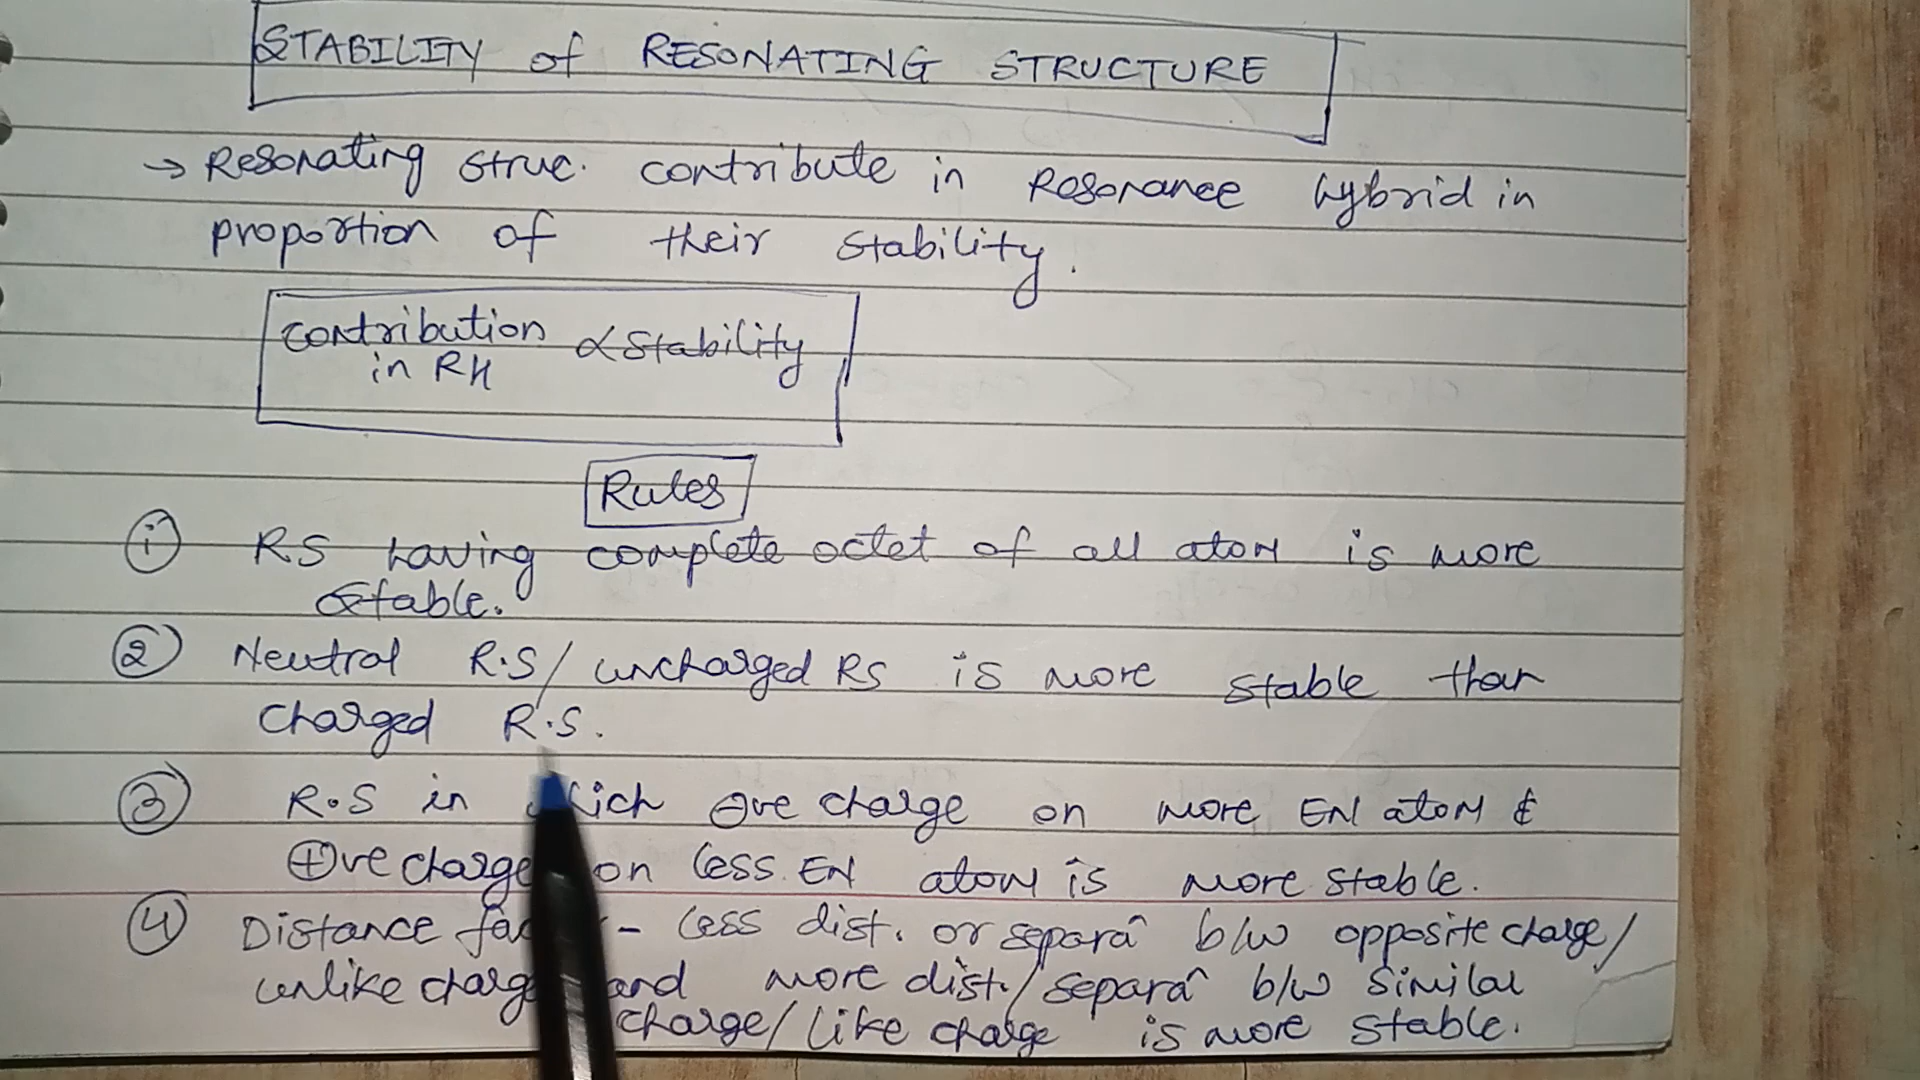 STABILITY of RESONATING STRUCTURE
→ Resonating struc. contribute in Resonance hybrid in
proportion of their stability.
contribution ∝ stability
in RH
Rules
① RS having complete octet of all atom is more
stable.
② Neutral R.S/ uncharged RS is more stable than
charged R.S.
③ R.S in which ⊖ve charge on more EN atom &
⊕ve charge on less EN atom is more stable.
④ Distance - less dist. or separaⁿ b/w opposite charge/
unlike charge and more dist./separaⁿ b/w similar
charge/like charge is more stable.